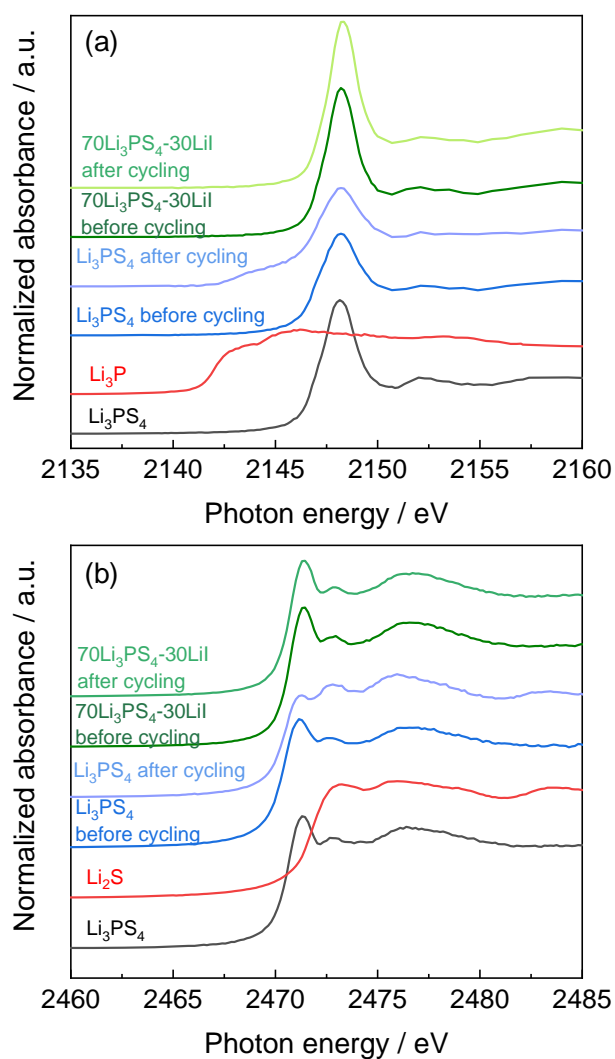 (a)
Normalized absorbance / a.u.
70Li₃PS₄-30LiI
after cycling
70Li₃PS₄-30LiI
before cycling
Li₃PS₄ after cycling
Li₃PS₄ before cycling
Li₃P
Li₃PS₄
2135 2140 2145 2150 2155 2160
Photon energy / eV
(b)
Normalized absorbance / a.u.
70Li₃PS₄-30LiI
after cycling
70Li₃PS₄-30LiI
before cycling
Li₃PS₄ after cycling
Li₃PS₄
before cycling
Li₂S
Li₃PS₄
2460 2465 2470 2475 2480 2485
Photon energy / eV